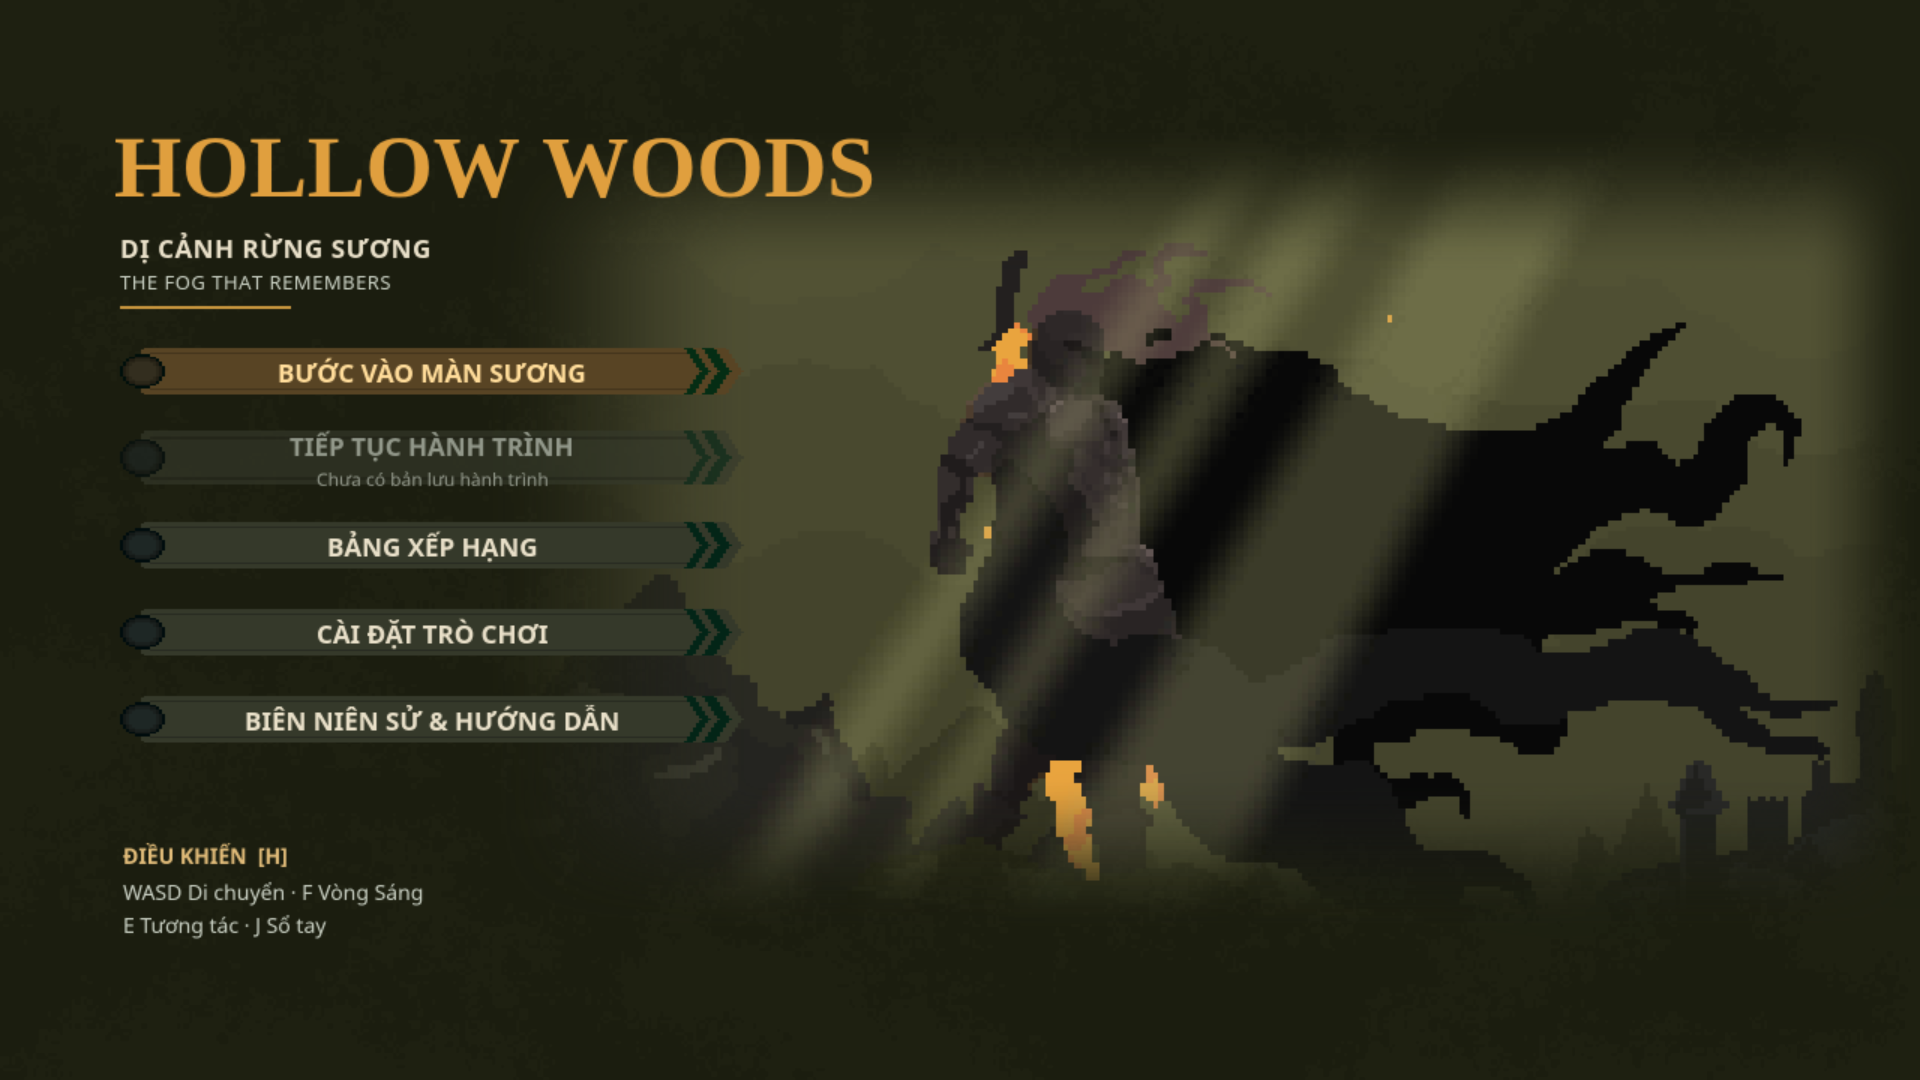 HOLLOW WOODS
DỊ CẢNH RỪNG SƯƠNG
THE FOG THAT REMEMBERS
BƯỚC VÀO MÀN SƯƠNG
TIẾP TỤC HÀNH TRÌNH
Chưa có bản lưu hành trình
BẢNG XẾP HẠNG
CÀI ĐẶT TRÒ CHƠI
BIÊN NIÊN SỬ & HƯỚNG DẪN
ĐIỀU KHIỂN [H]
WASD Di chuyển · F Vòng Sáng
E Tương tác · J Sổ tay